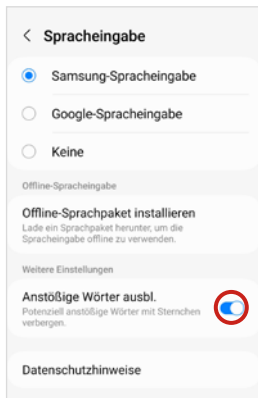 Spracheingabe
Samsung-Spracheingabe
Google-Spracheingabe
Keine
Offline-Spracheingabe
Offline-Sprachpaket installieren
Lade ein Sprachpaket herunter, um die
Spracheingabe offline zu verwenden.
Weitere Einstellungen
Anstößige Wörter ausbl.
Potenziell anstößige Wörter mit Sternchen
verbergen.
Datenschutzhinweise